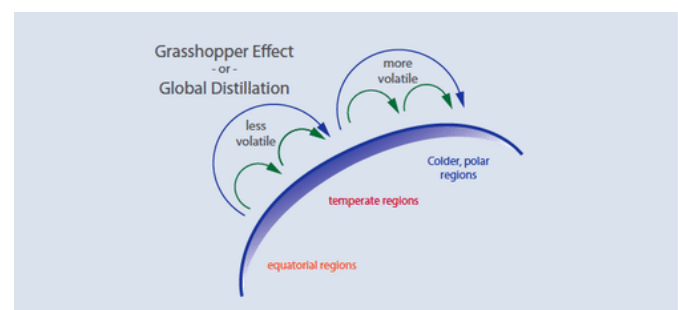 Grasshopper Effect
- or -
Global Distillation
more
volatile
less
volatile
Colder, polar
regions
temperate regions
equatorial regions